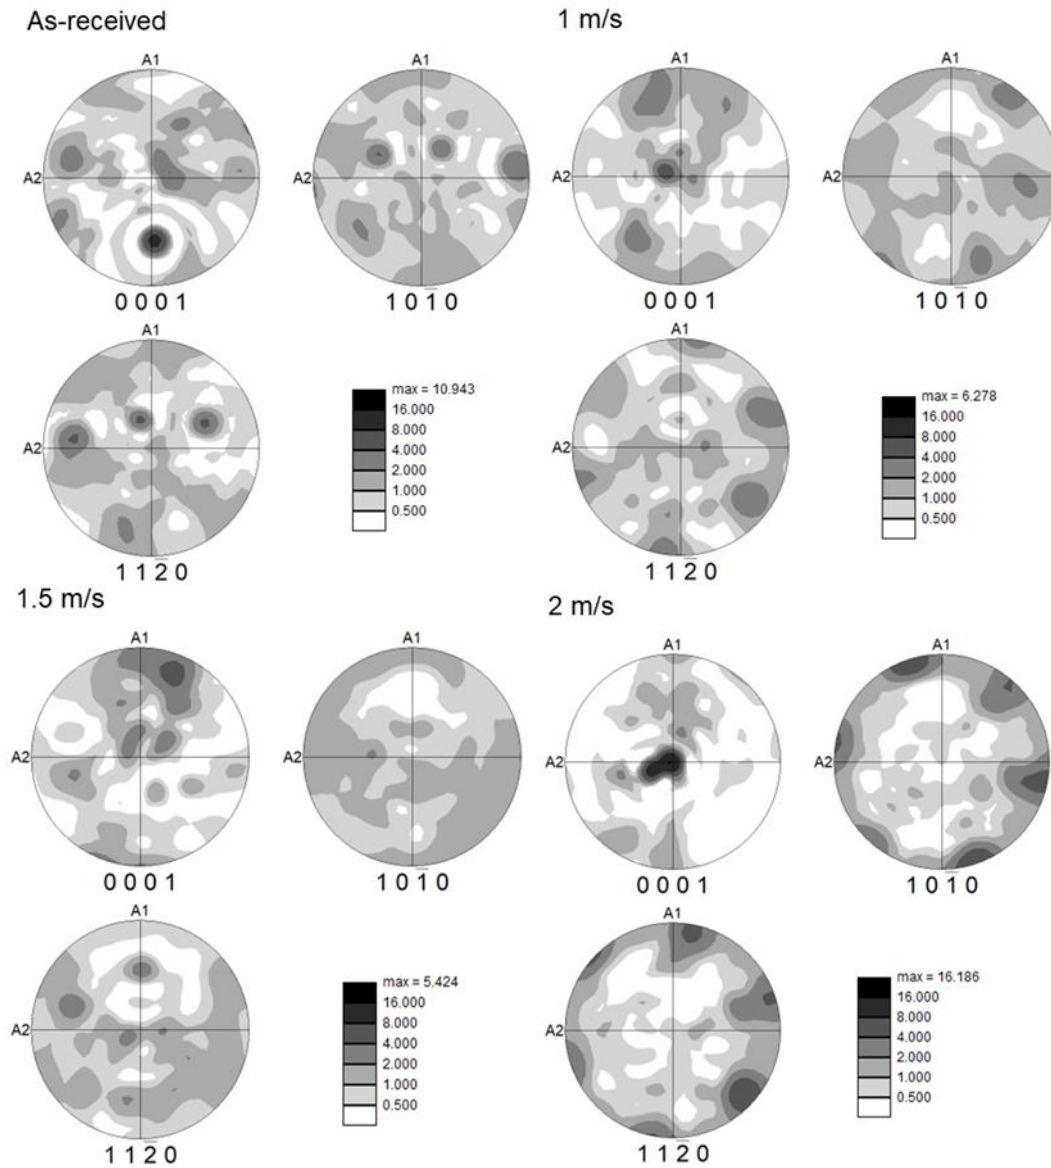 As-received
A1
A2
0 0 0 1
A1
1 0 1̅ 0
A1
A2
1 1 2̅ 0
max = 10.943
16.000
8.000
4.000
2.000
1.000
0.500
1 m/s
A1
A2
0 0 0 1
A1
1 0 1̅ 0
A1
A2
1 1 2̅ 0
max = 6.278
16.000
8.000
4.000
2.000
1.000
0.500
1.5 m/s
A1
A2
0 0 0 1
A1
A2
1 0 1̅ 0
A1
A2
1 1 2̅ 0
max = 5.424
16.000
8.000
4.000
2.000
1.000
0.500
2 m/s
A1
A2
0 0 0 1
A1
A2
1 0 1̅ 0
A1
A2
1 1 2̅ 0
max = 16.186
16.000
8.000
4.000
2.000
1.000
0.500